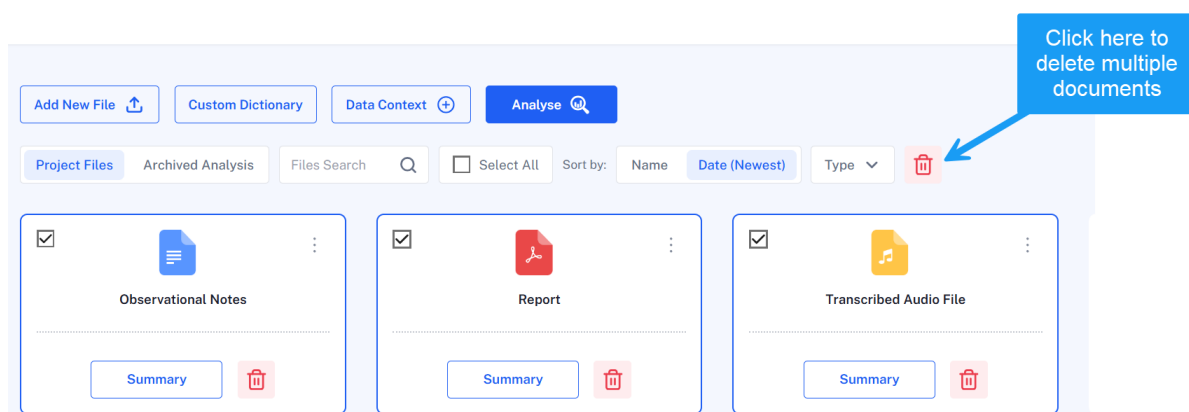 Click here to
delete multiple
documents
Add New File
Custom Dictionary
Data Context
Analyse
Project Files
Archived Analysis
Files Search
Select All
Sort by:
Name
Date (Newest)
Type
Observational Notes
Report
Transcribed Audio File
Summary
Summary
Summary